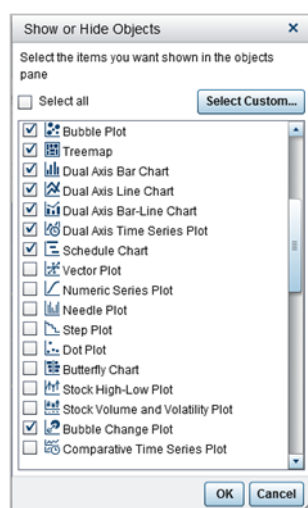 Show or Hide Objects
Select the items you want shown in the objects
pane
Select all
Select Custom...
Bubble Plot
Treemap
Dual Axis Bar Chart
Dual Axis Line Chart
Dual Axis Bar-Line Chart
Dual Axis Time Series Plot
Schedule Chart
Vector Plot
Numeric Series Plot
Needle Plot
Step Plot
Dot Plot
Butterfly Chart
Stock High-Low Plot
Stock Volume and Volatility Plot
Bubble Change Plot
Comparative Time Series Plot
OK
Cancel